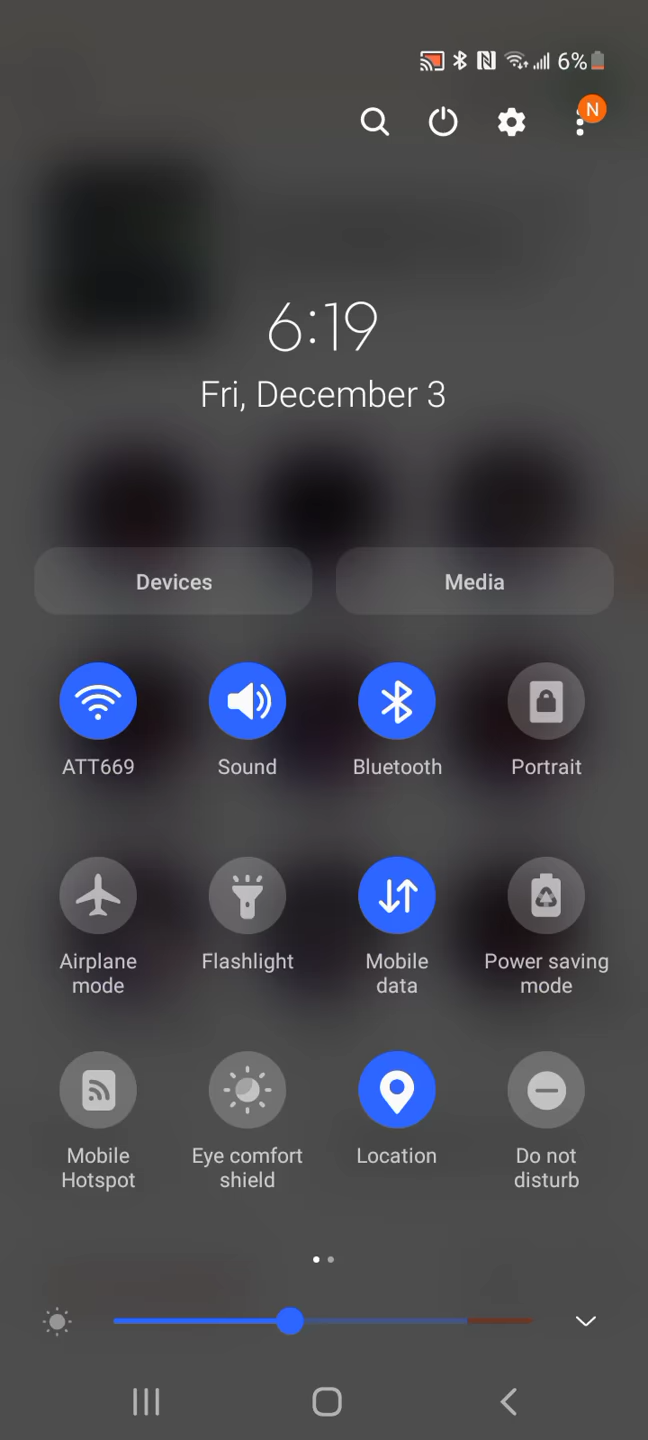 6%
N
6:19
Fri, December 3
Devices
Media
ATT669
Sound
Bluetooth
Portrait
Airplane
mode
Flashlight
Mobile
data
Power saving
mode
Mobile
Hotspot
Eye comfort
shield
Location
Do not
disturb